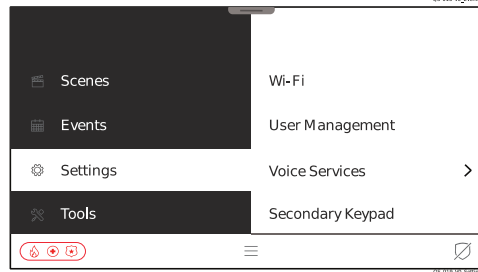 Scenes
Events
Settings
Tools
Wi-Fi
User Management
Voice Services
Secondary Keypad